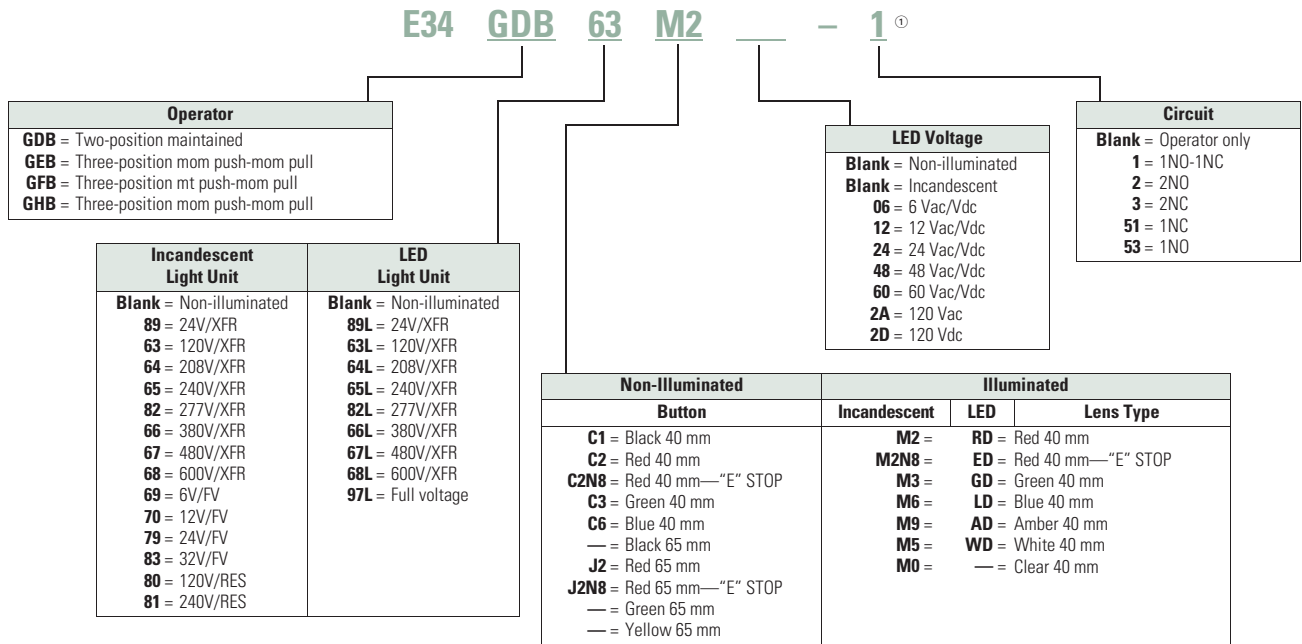 E34 GDB 63 M2 ___ – 1 ①
Operator
GDB = Two-position maintained
GEB = Three-position mom push-mom pull
GFB = Three-position mt push-mom pull
GHB = Three-position mom push-mom pull
Incandescent
Light Unit
Blank = Non-illuminated
89 = 24V/XFR
63 = 120V/XFR
64 = 208V/XFR
65 = 240V/XFR
82 = 277V/XFR
66 = 380V/XFR
67 = 480V/XFR
68 = 600V/XFR
69 = 6V/FV
70 = 12V/FV
79 = 24V/FV
83 = 32V/FV
80 = 120V/RES
81 = 240V/RES
LED
Light Unit
Blank = Non-illuminated
89L = 24V/XFR
63L = 120V/XFR
64L = 208V/XFR
65L = 240V/XFR
82L = 277V/XFR
66L = 380V/XFR
67L = 480V/XFR
68L = 600V/XFR
97L = Full voltage
Non-Illuminated
Button
C1 = Black 40 mm
C2 = Red 40 mm
C2N8 = Red 40 mm—“E” STOP
C3 = Green 40 mm
C6 = Blue 40 mm
— = Black 65 mm
J2 = Red 65 mm
J2N8 = Red 65 mm—“E” STOP
— = Green 65 mm
— = Yellow 65 mm
Illuminated
Incandescent LED Lens Type
M2 = RD = Red 40 mm
M2N8 = ED = Red 40 mm—“E” STOP
M3 = GD = Green 40 mm
M6 = LD = Blue 40 mm
M9 = AD = Amber 40 mm
M5 = WD = White 40 mm
M0 = — = Clear 40 mm
LED Voltage
Blank = Non-illuminated
Blank = Incandescent
06 = 6 Vac/Vdc
12 = 12 Vac/Vdc
24 = 24 Vac/Vdc
48 = 48 Vac/Vdc
60 = 60 Vac/Vdc
2A = 120 Vac
2D = 120 Vdc
Circuit
Blank = Operator only
1 = 1NO-1NC
2 = 2NO
3 = 2NC
51 = 1NC
53 = 1NO